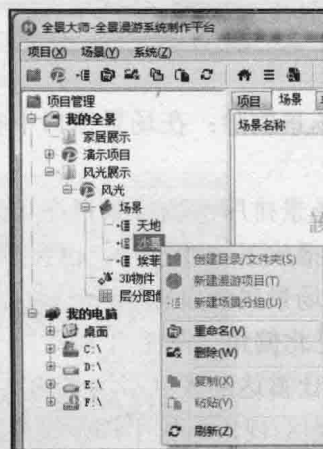 全景大师-全景漫游系统制作平台
项目(X) 场景(Y) 系统(Z)
项目管理
我的全景
家居展示
演示项目
风光展示
风光
场景
天地
埃菲
3D物件
层分图像
我的电脑
桌面
C:\
D:\
E:\
F:\
项目 场景
场景名称
创建目录/文件夹(S)
新建漫游项目(T)
新建场景分组(U)
重命名(V)
删除(W)
复制(X)
粘贴(Y)
刷新(Z)